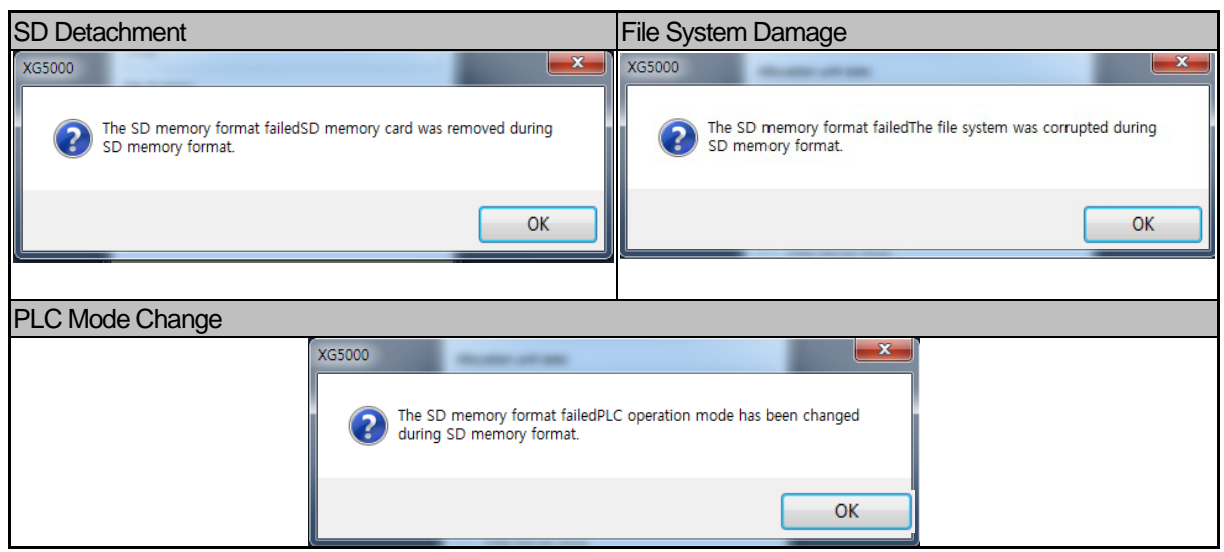 SD Detachment
File System Damage
XG5000
The SD memory format failedSD memory card was removed during
SD memory format.
OK
XG5000
The SD memory format failedThe file system was corrupted during
SD memory format.
OK
PLC Mode Change
XG5000
The SD memory format failedPLC operation mode has been changed
during SD memory format.
OK